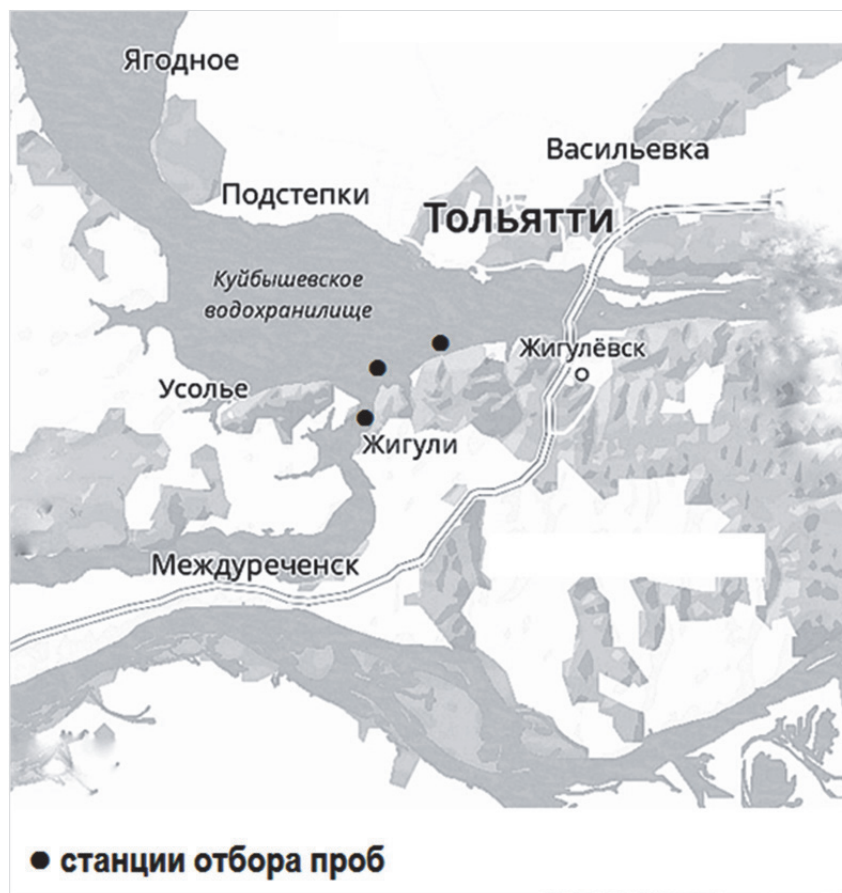 Ягодное
Васильевка
Подстепки
Тольятти
Куйбышевское
водохранилище
Жигулёвск
Усолье
Жигули
Междуреченск
станции отбора проб